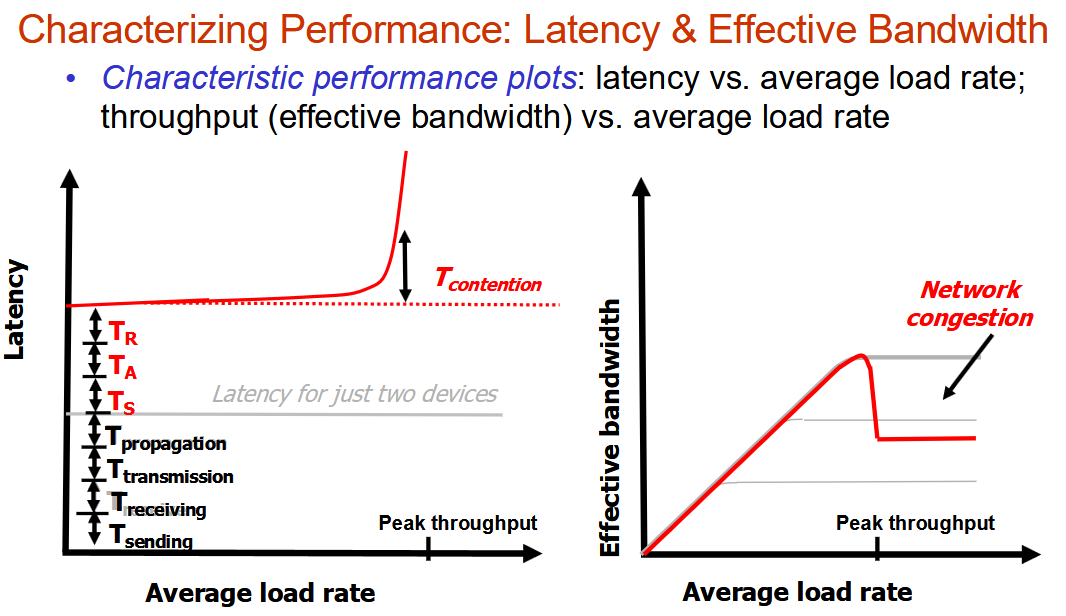 Characterizing Performance: Latency & Effective Bandwidth
• Characteristic performance plots: latency vs. average load rate;
throughput (effective bandwidth) vs. average load rate
Latency
Tcontention
TR
TA
TS
Latency for just two devices
Tpropagation
Ttransmission
Treceiving
Tsending
Peak throughput
Average load rate
Effective bandwidth
Network
congestion
Peak throughput
Average load rate